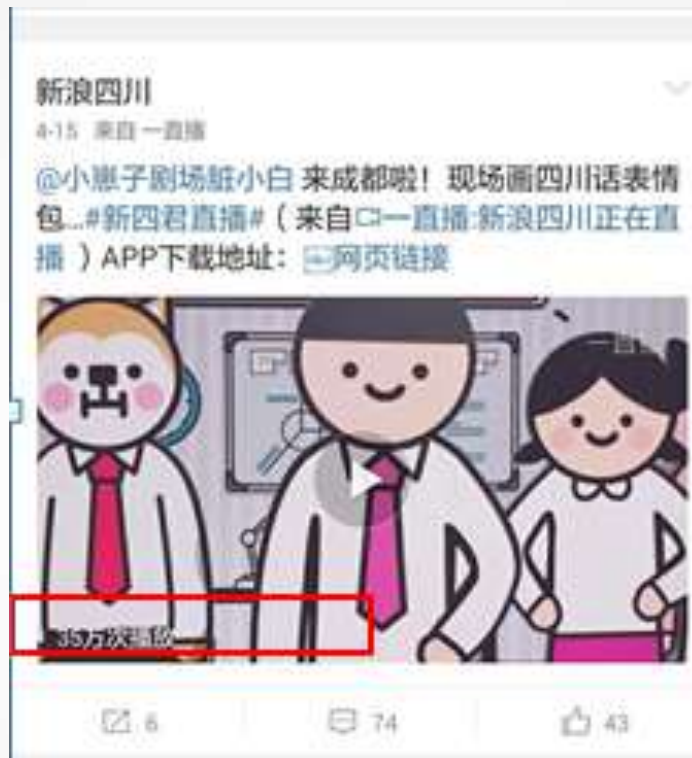 新浪四川
4-15 来自 一直播
@小崽子剧场脏小白 来成都啦！现场画四川话表情
包...#新四君直播#（来自一直播:新浪四川正在直
播 ）APP下载地址： 网页链接
35万次播放
6 74 43